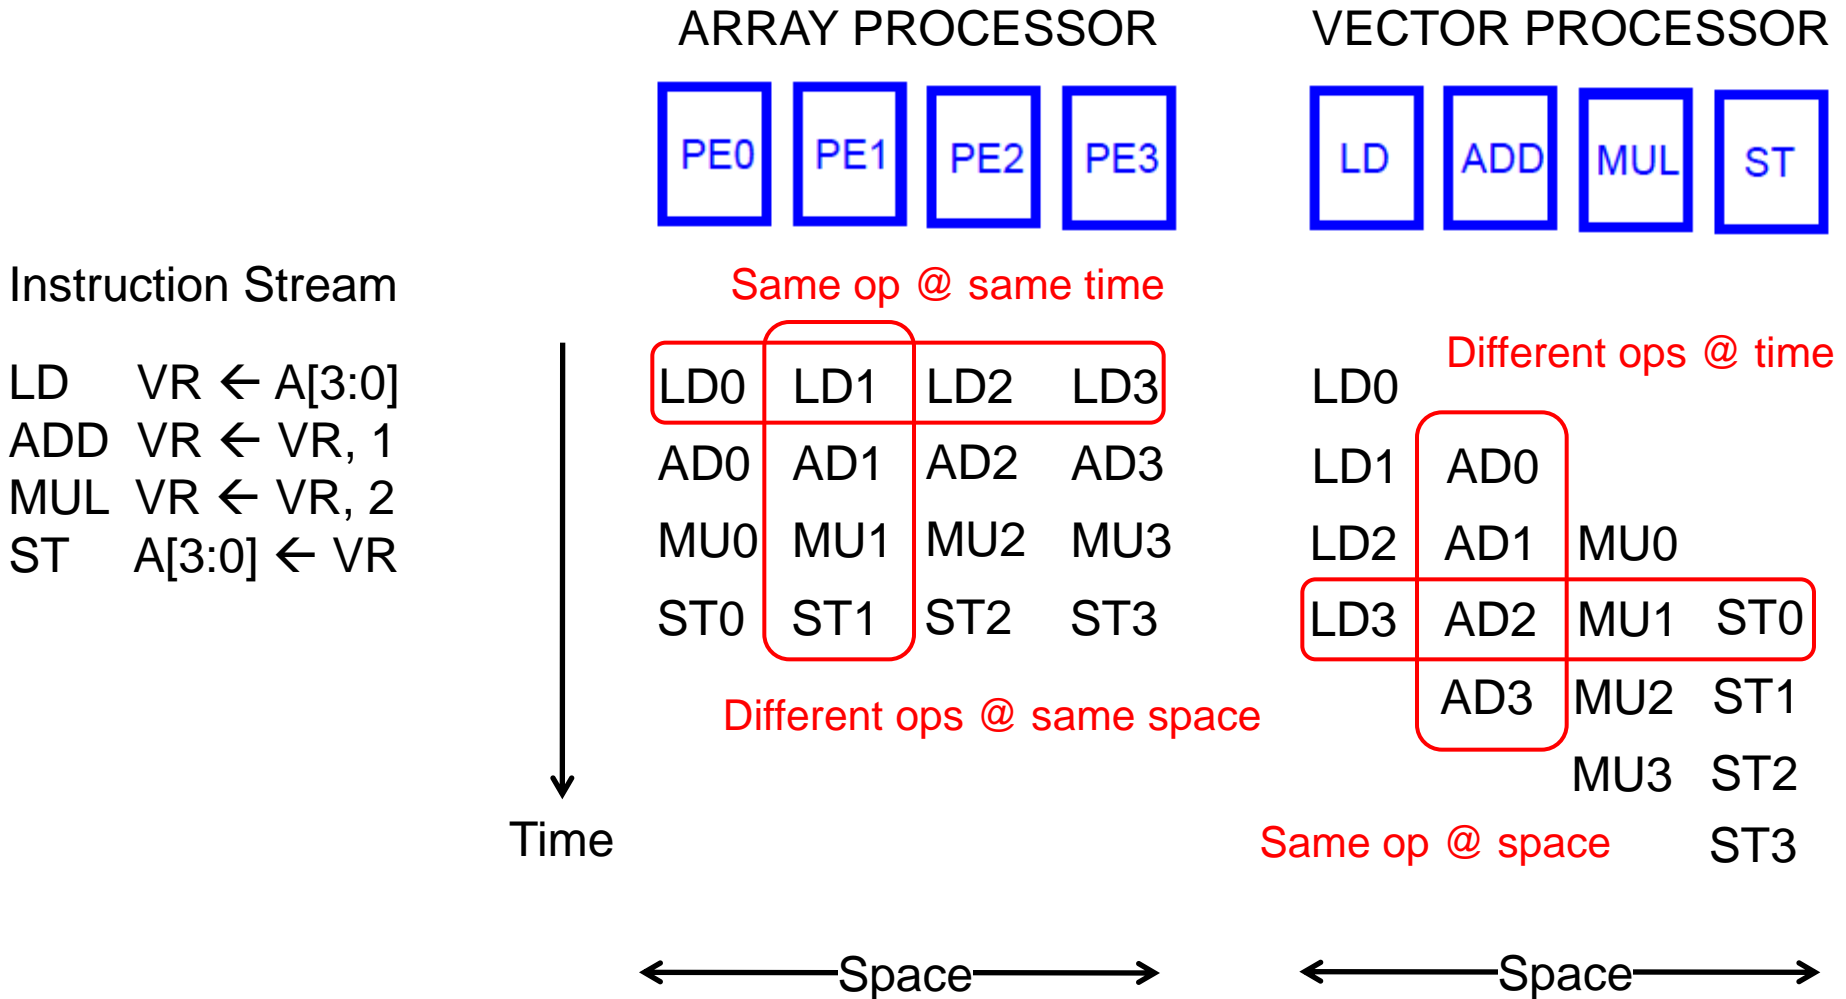 ARRAY PROCESSOR VECTOR PROCESSOR
PE0 PE1 PE2 PE3 LD ADD MUL ST
Instruction Stream
Same op @ same time
Different ops @ time
LD VR ← A[3:0]
ADD VR ← VR, 1
MUL VR ← VR, 2
ST A[3:0] ← VR
LD0 LD1 LD2 LD3 LD0
AD0 AD1 AD2 AD3 LD1 AD0
MU0 MU1 MU2 MU3 LD2 AD1 MU0
ST0 ST1 ST2 ST3 LD3 AD2 MU1 ST0
AD3 MU2 ST1
Different ops @ same space
MU3 ST2
Time
Same op @ space
ST3
Space Space